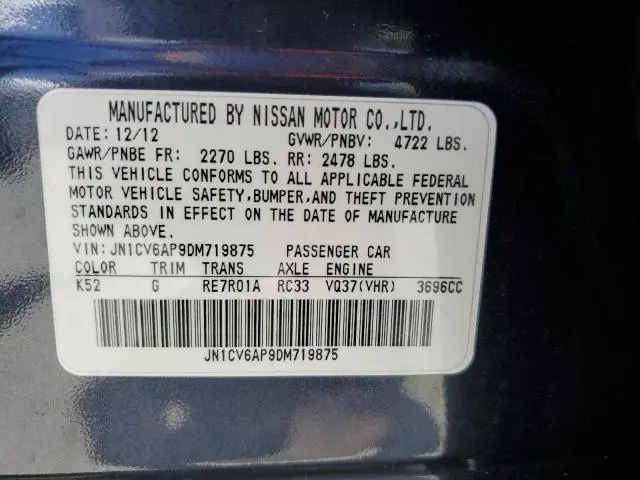 MANUFACTURED BY NISSAN MOTOR CO.,LTD.
DATE: 12/12 GVWR/PNBV: 4722 LBS.
GAWR/PNBE FR: 2270 LBS. RR: 2478 LBS.
THIS VEHICLE CONFORMS TO ALL APPLICABLE FEDERAL
MOTOR VEHICLE SAFETY,BUMPER,AND THEFT PREVENTION
STANDARDS IN EFFECT ON THE DATE OF MANUFACTURE
SHOWN ABOVE.
VIN:JN1CV6AP9DM719875 PASSENGER CAR
COLOR TRIM TRANS AXLE ENGINE
K52 G RE7R01A RC33 VQ37(VHR) 3696CC
JN1CV6AP9DM719875